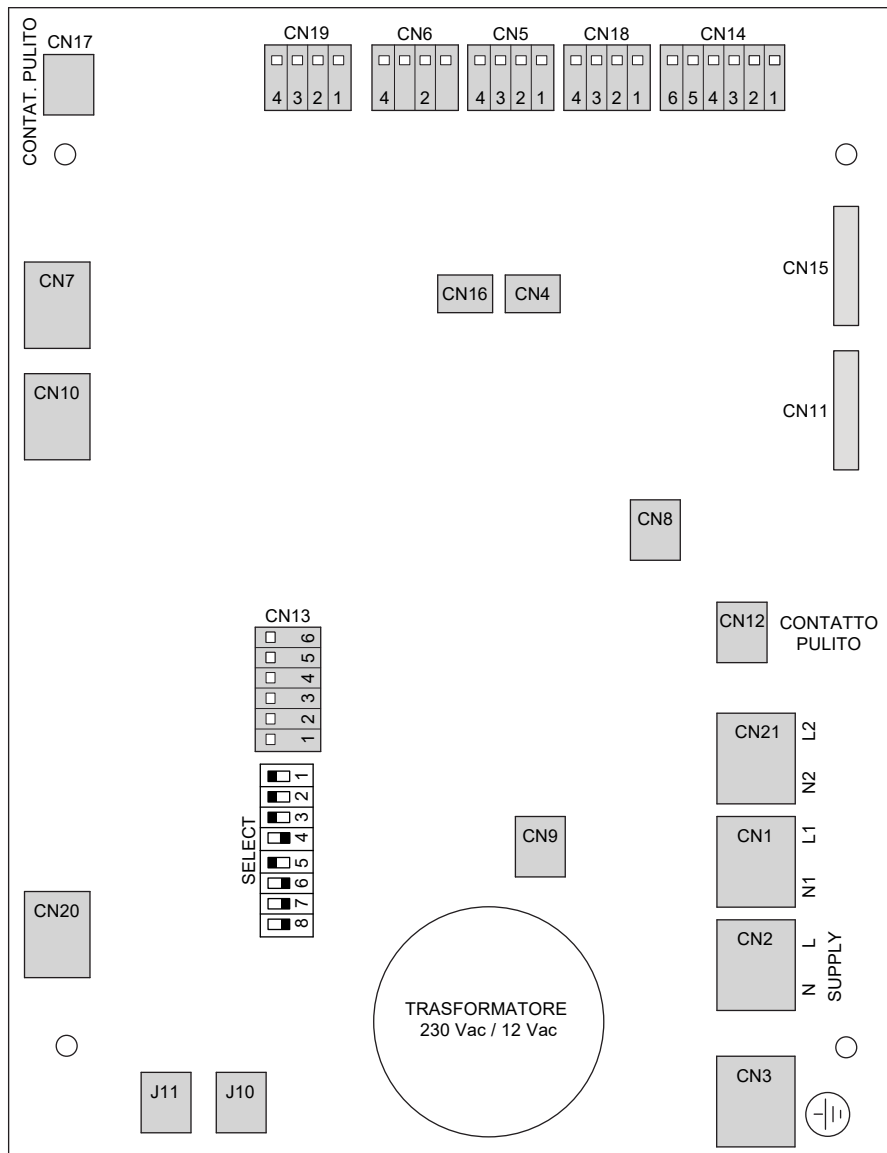 CONTAT. PULITO
CN17
CN19
4 3 2 1
CN6
4 2
CN5
4 3 2 1
CN18
4 3 2 1
CN14
6 5 4 3 2 1
CN7
CN16
CN4
CN15
CN10
CN11
CN8
CN13
6
5
4
3
2
1
CN12
CONTATTO
PULITO
CN21
L2
N2
SELECT
1
2
3
4
5
6
7
8
CN9
CN1
L1
N1
CN20
CN2
L
N
SUPPLY
TRASFORMATORE
230 Vac / 12 Vac
J11
J10
CN3